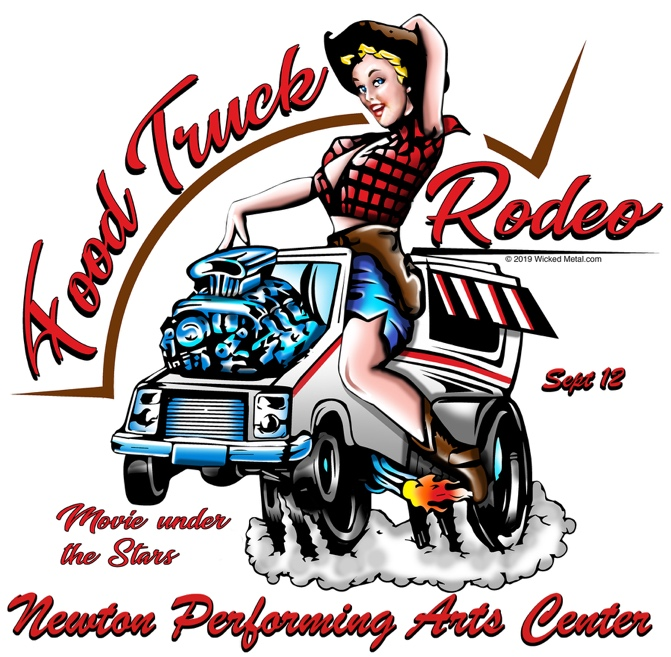 Food Truck
Rodeo
© 2019 Wicked Metal.com
Sept 12
Movie under
the Stars
Newton Performing Arts Center